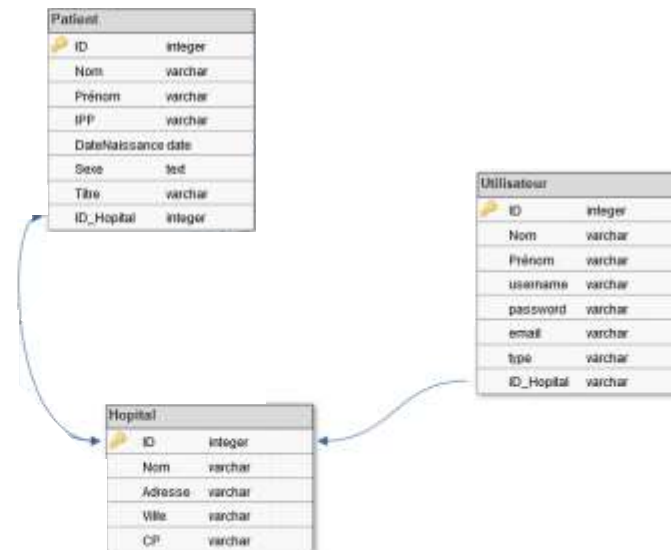 Patient
ID integer
Nom varchar
Prénom varchar
IPP varchar
DateNaissance date
Sexe text
Titre varchar
ID_Hopital integer
Utilisateur
ID integer
Nom varchar
Prénom varchar
username varchar
password varchar
email varchar
type varchar
ID_Hopital varchar
Hopital
ID integer
Nom varchar
Adresse varchar
Ville varchar
CP varchar